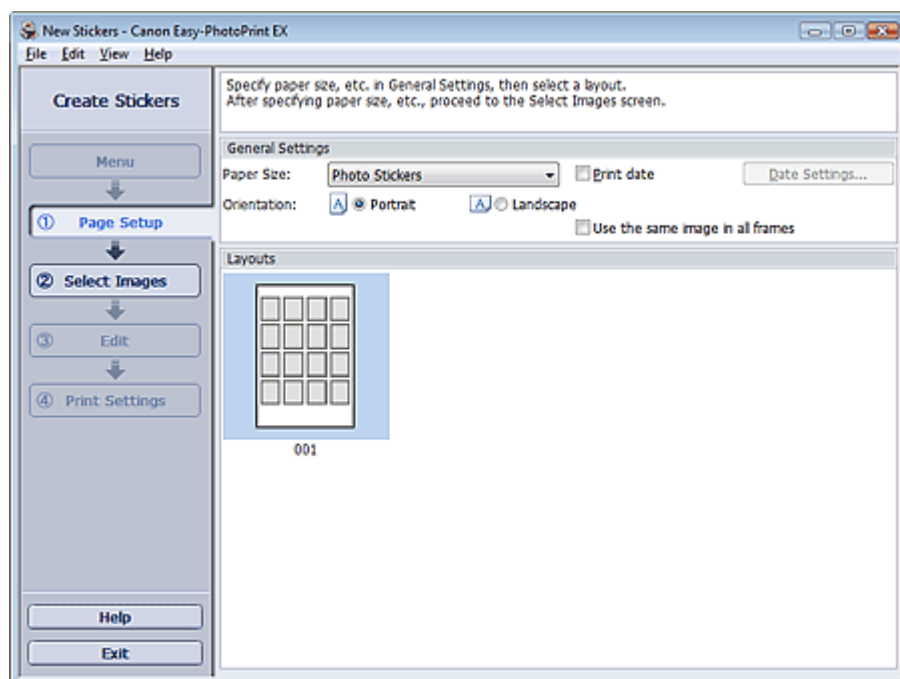 New Stickers - Canon Easy-PhotoPrint EX
File Edit View Help
Create Stickers
Menu
① Page Setup
② Select Images
③ Edit
④ Print Settings
Help
Exit
Specify paper size, etc. in General Settings, then select a layout.
After specifying paper size, etc., proceed to the Select Images screen.
General Settings
Paper Size: Photo Stickers Print date Date Settings...
Orientation: A Portrait A Landscape
Use the same image in all frames
Layouts
001